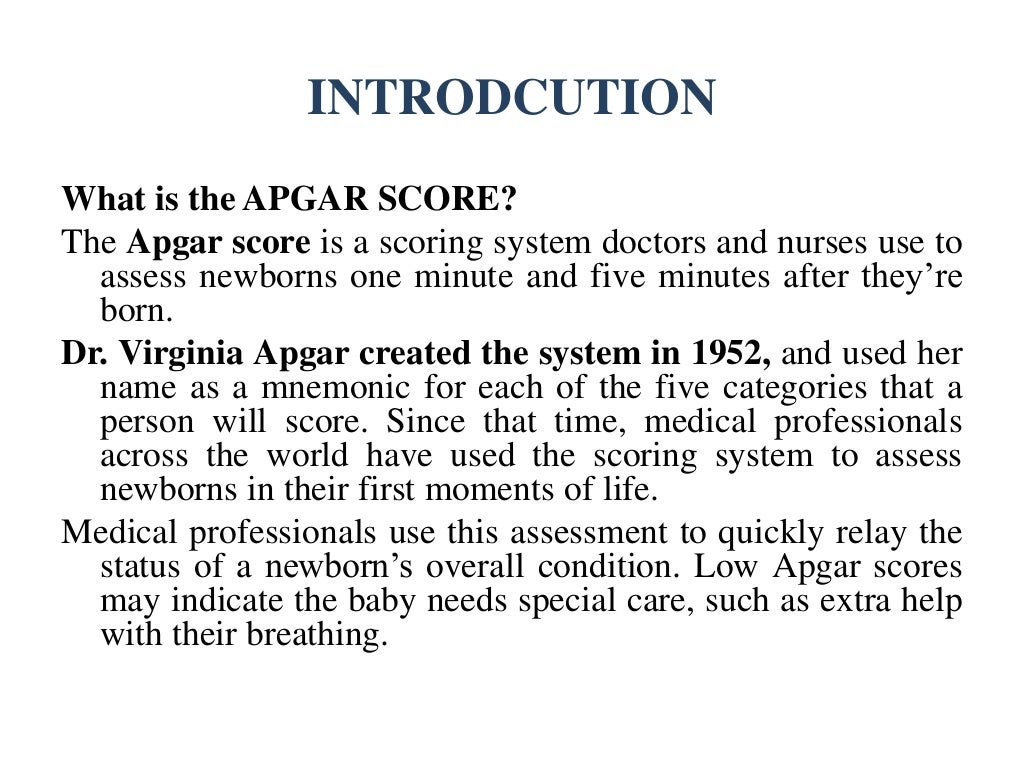 INTRODCUTION
What is the APGAR SCORE?
The Apgar score is a scoring system doctors and nurses use to
assess newborns one minute and five minutes after they’re
born.
Dr. Virginia Apgar created the system in 1952, and used her
name as a mnemonic for each of the five categories that a
person will score. Since that time, medical professionals
across the world have used the scoring system to assess
newborns in their first moments of life.
Medical professionals use this assessment to quickly relay the
status of a newborn’s overall condition. Low Apgar scores
may indicate the baby needs special care, such as extra help
with their breathing.